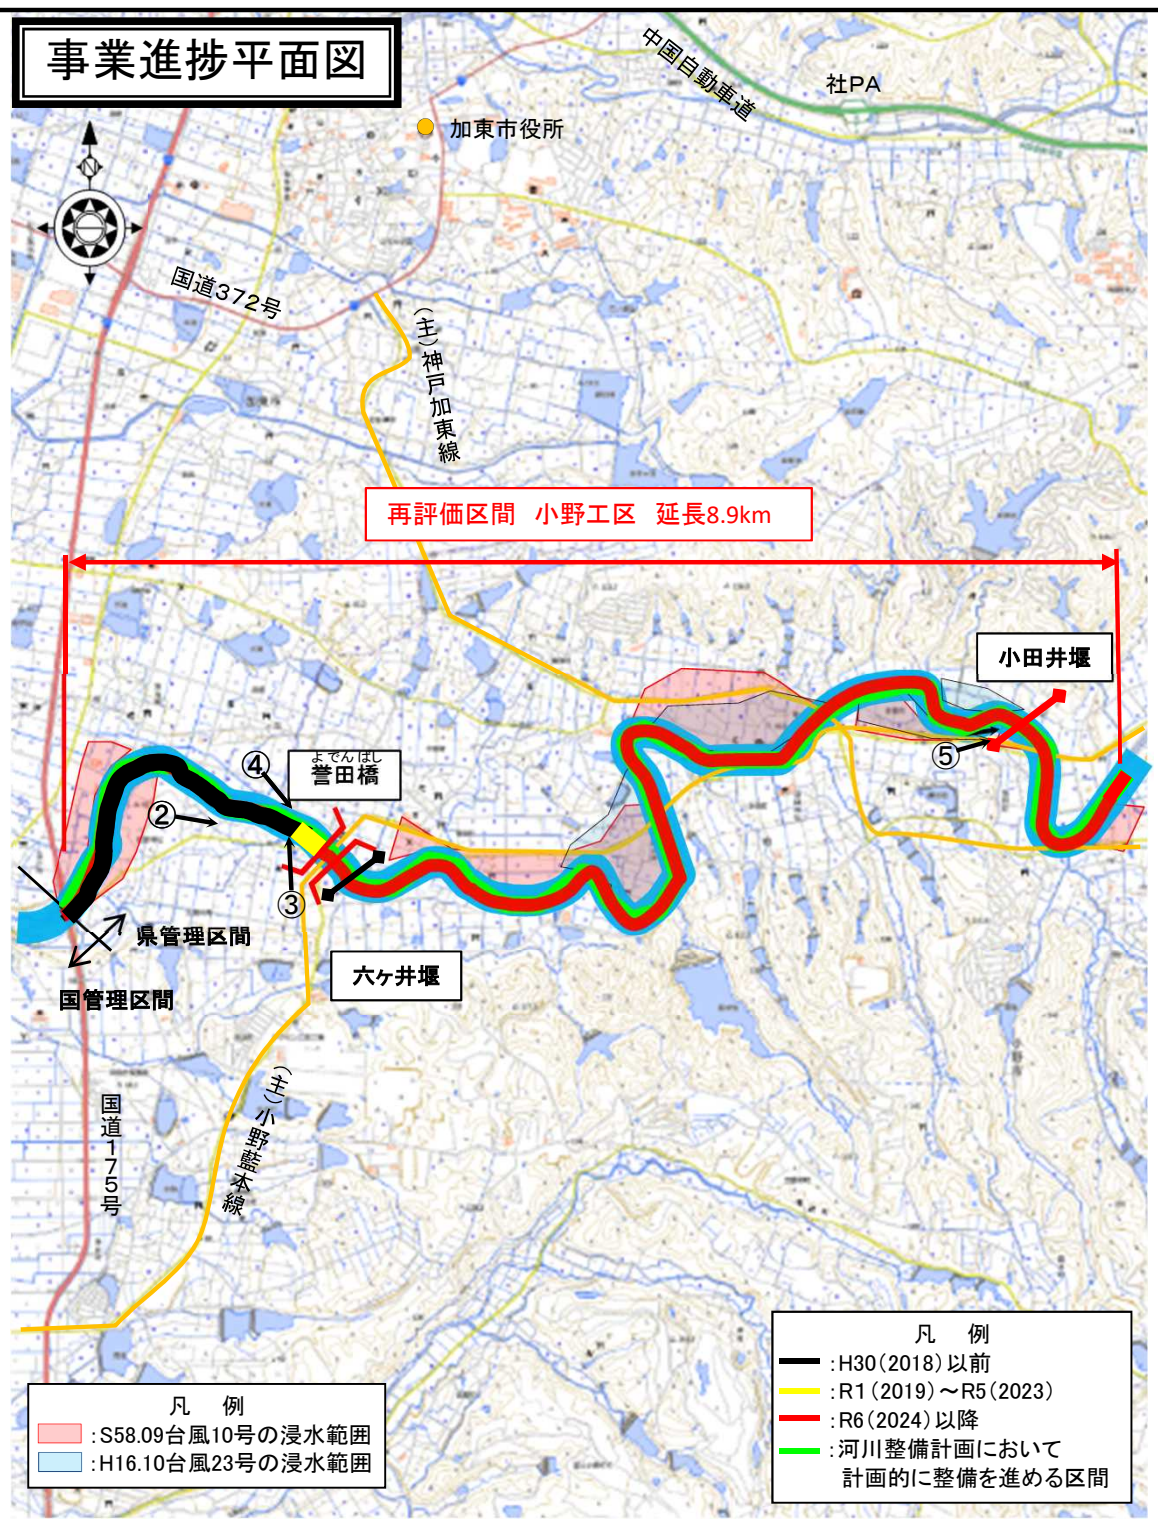 事業進捗平面図
中国自動車道
社PA
加東市役所
N
国道372号
(主)神戸加東線
再評価区間　小野工区　延長8.9km
小田井堰
よでんばし
誉田橋
④
②
⑤
③
県管理区間
国管理区間
六ヶ井堰
(主)小野藍本線
国道175号
凡　例
:S58.09台風10号の浸水範囲
:H16.10台風23号の浸水範囲
凡　例
:H30(2018)以前
:R1(2019)～R5(2023)
:R6(2024)以降
:河川整備計画において
計画的に整備を進める区間